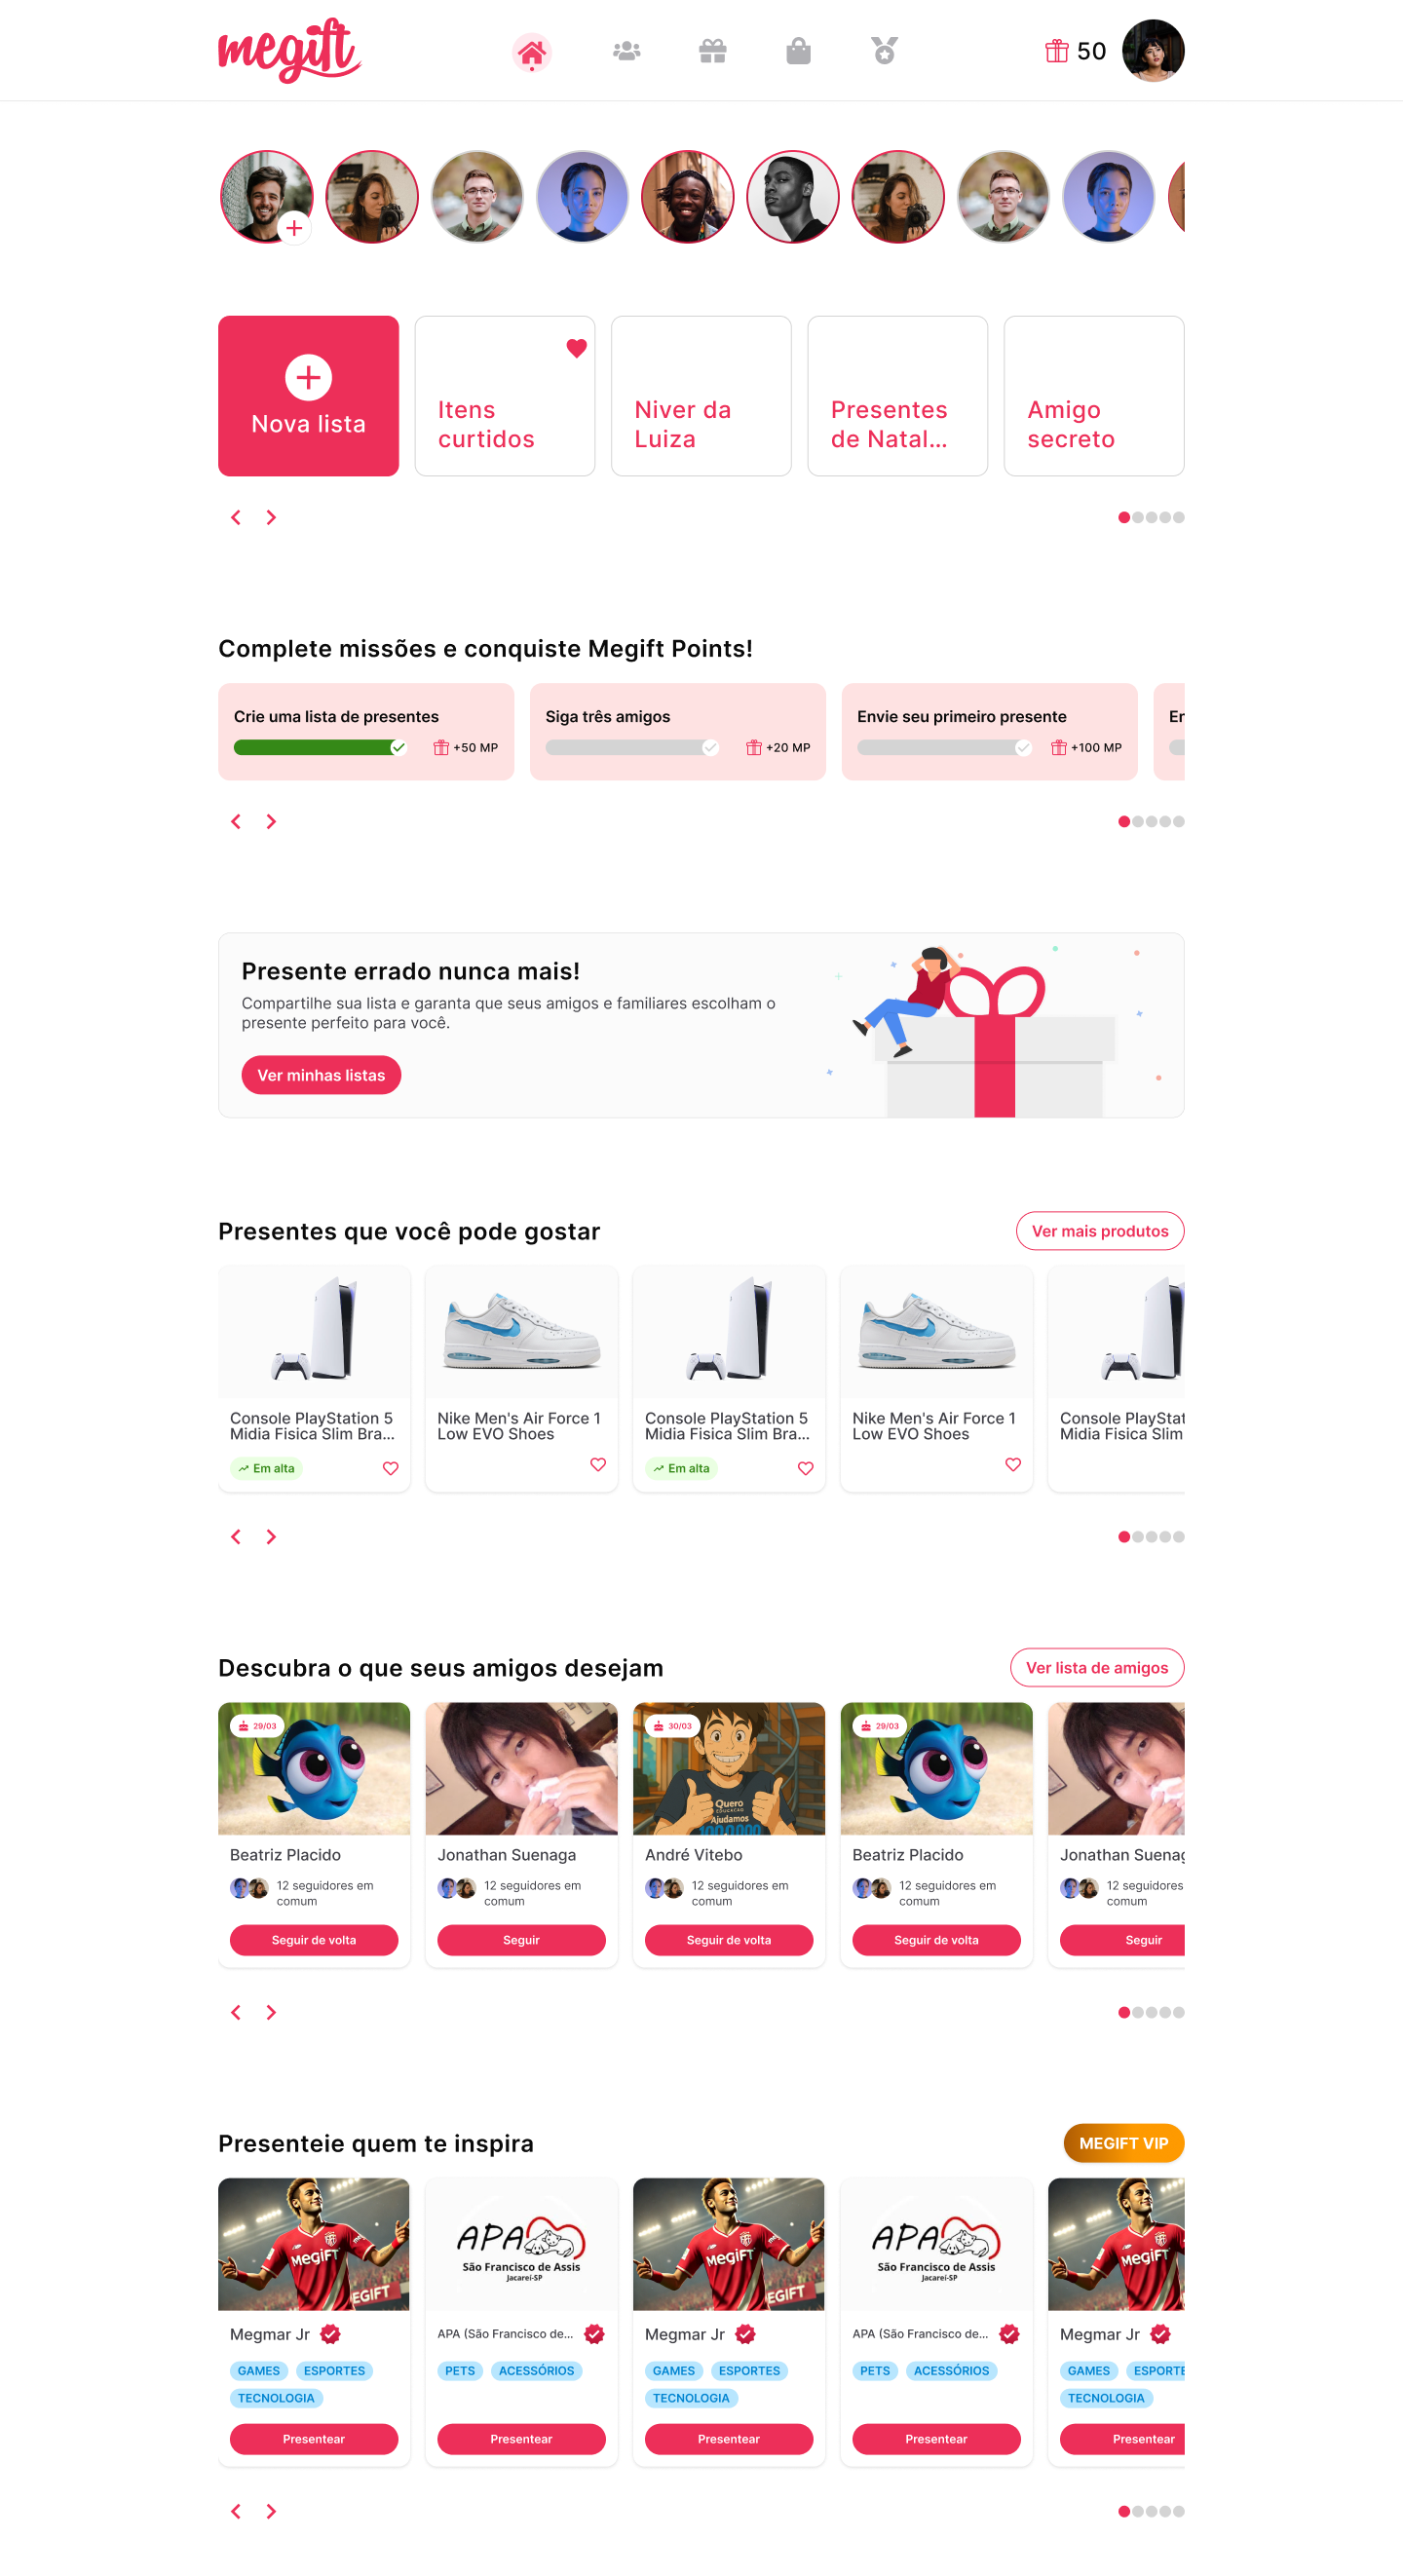 megift
50
Nova lista
Itens
curtidos
Niver da
Luiza
Presentes
de Natal...
Amigo
secreto
Complete missões e conquiste Megift Points!
Crie uma lista de presentes
+50 MP
Siga três amigos
+20 MP
Envie seu primeiro presente
+100 MP
Er
Presente errado nunca mais!
Compartilhe sua lista e garanta que seus amigos e familiares escolham o
presente perfeito para você.
Ver minhas listas
Presentes que você pode gostar
Ver mais produtos
Console PlayStation 5
Midia Fisica Slim Bra...
Em alta
Nike Men's Air Force 1
Low EVO Shoes
Console PlayStation 5
Midia Fisica Slim Bra...
Em alta
Nike Men's Air Force 1
Low EVO Shoes
Console PlayStat
Midia Fisica Slim
Descubra o que seus amigos desejam
Ver lista de amigos
29/03
Beatriz Placido
12 seguidores em
comum
Seguir de volta
Jonathan Suenaga
12 seguidores em
comum
Seguir
30/03
Quero
EDUCAÇÃO
Ajudamos
1000000
André Vitebo
12 seguidores em
comum
Seguir de volta
29/03
Beatriz Placido
12 seguidores em
comum
Seguir de volta
Jonathan Suenag
12 seguidores
comum
Seguir
Presenteie quem te inspira
MEGIFT VIP
MegiFT
EGIFT
Megmar Jr
GAMES
ESPORTES
TECNOLOGIA
Presentear
APA
São Francisco de Assis
Jacareí-SP
APA (São Francisco de...
PETS
ACESSÓRIOS
Presentear
MegiFT
EGIFT
Megmar Jr
GAMES
ESPORTES
TECNOLOGIA
Presentear
APA
São Francisco de Assis
Jacareí-SP
APA (São Francisco de...
PETS
ACESSÓRIOS
Presentear
MegiFT
EGIFT
Megmar Jr
GAMES
ESPORTE
TECNOLOGIA
Presentear